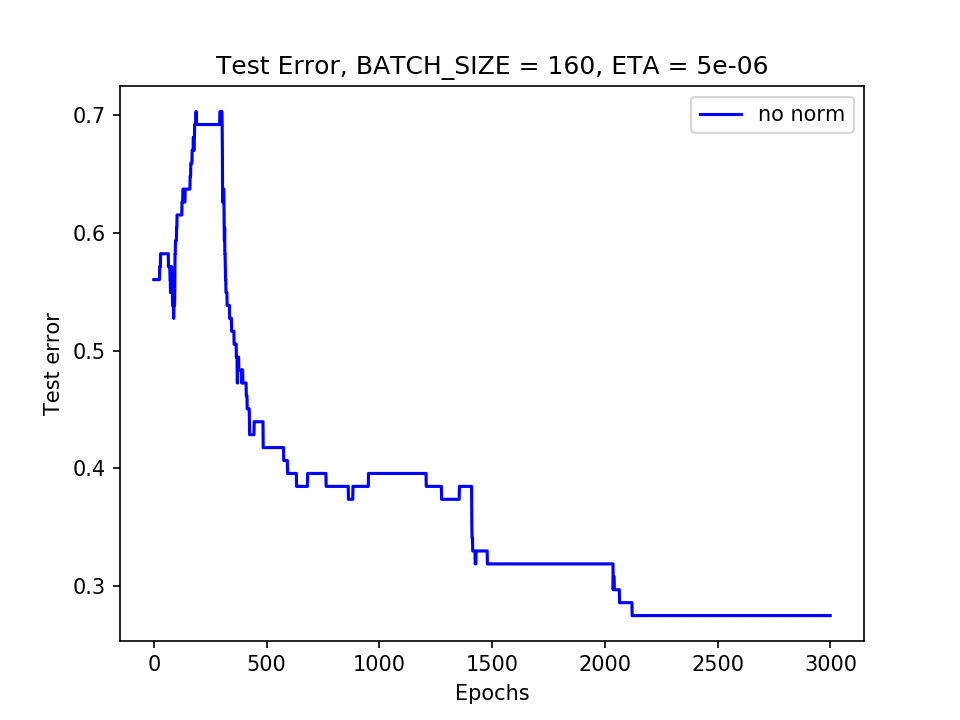 Test Error, BATCH_SIZE = 160, ETA = 5e-06
no norm
0.7
0.6
0.5
0.4
0.3
Test error
0 500 1000 1500 2000 2500 3000
Epochs